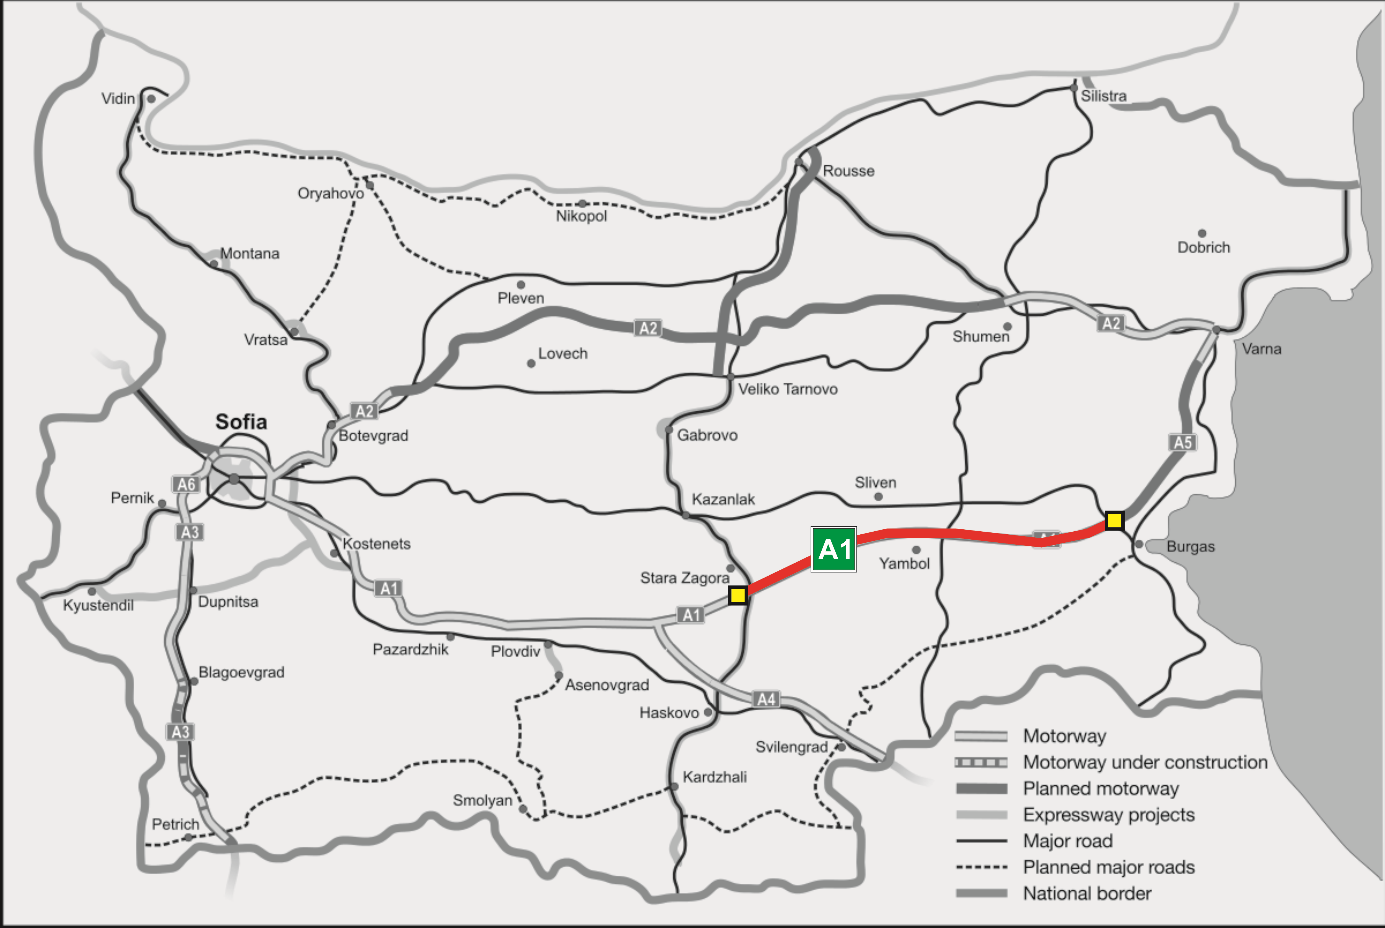 Vidin
Silistra
Rousse
Oryahovo
Nikopol
Dobrich
Montana
Pleven
A2
A2
Shumen
Vratsa
Varna
Lovech
Veliko Tarnovo
A2
Sofia
Botevgrad
Gabrovo
A5
A6
Pernik
Sliven
Kazanlak
A3
Kostenets
A1
Yambol
Burgas
Stara Zagora
Kyustendil
Dupnitsa
A1
A1
Pazardzhik
Plovdiv
Blagoevgrad
Asenovgrad
A4
Haskovo
A3
Svilengrad
Kardzhali
Smolyan
Petrich
Motorway
Motorway under construction
Planned motorway
Expressway projects
Major road
Planned major roads
National border